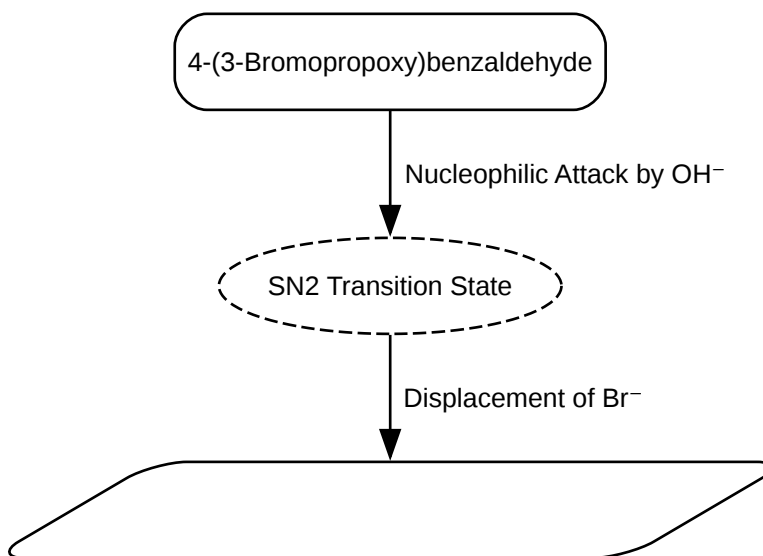 4-(3-Bromopropoxy)benzaldehyde
Nucleophilic Attack by OH⁻
SN2 Transition State
Displacement of Br⁻